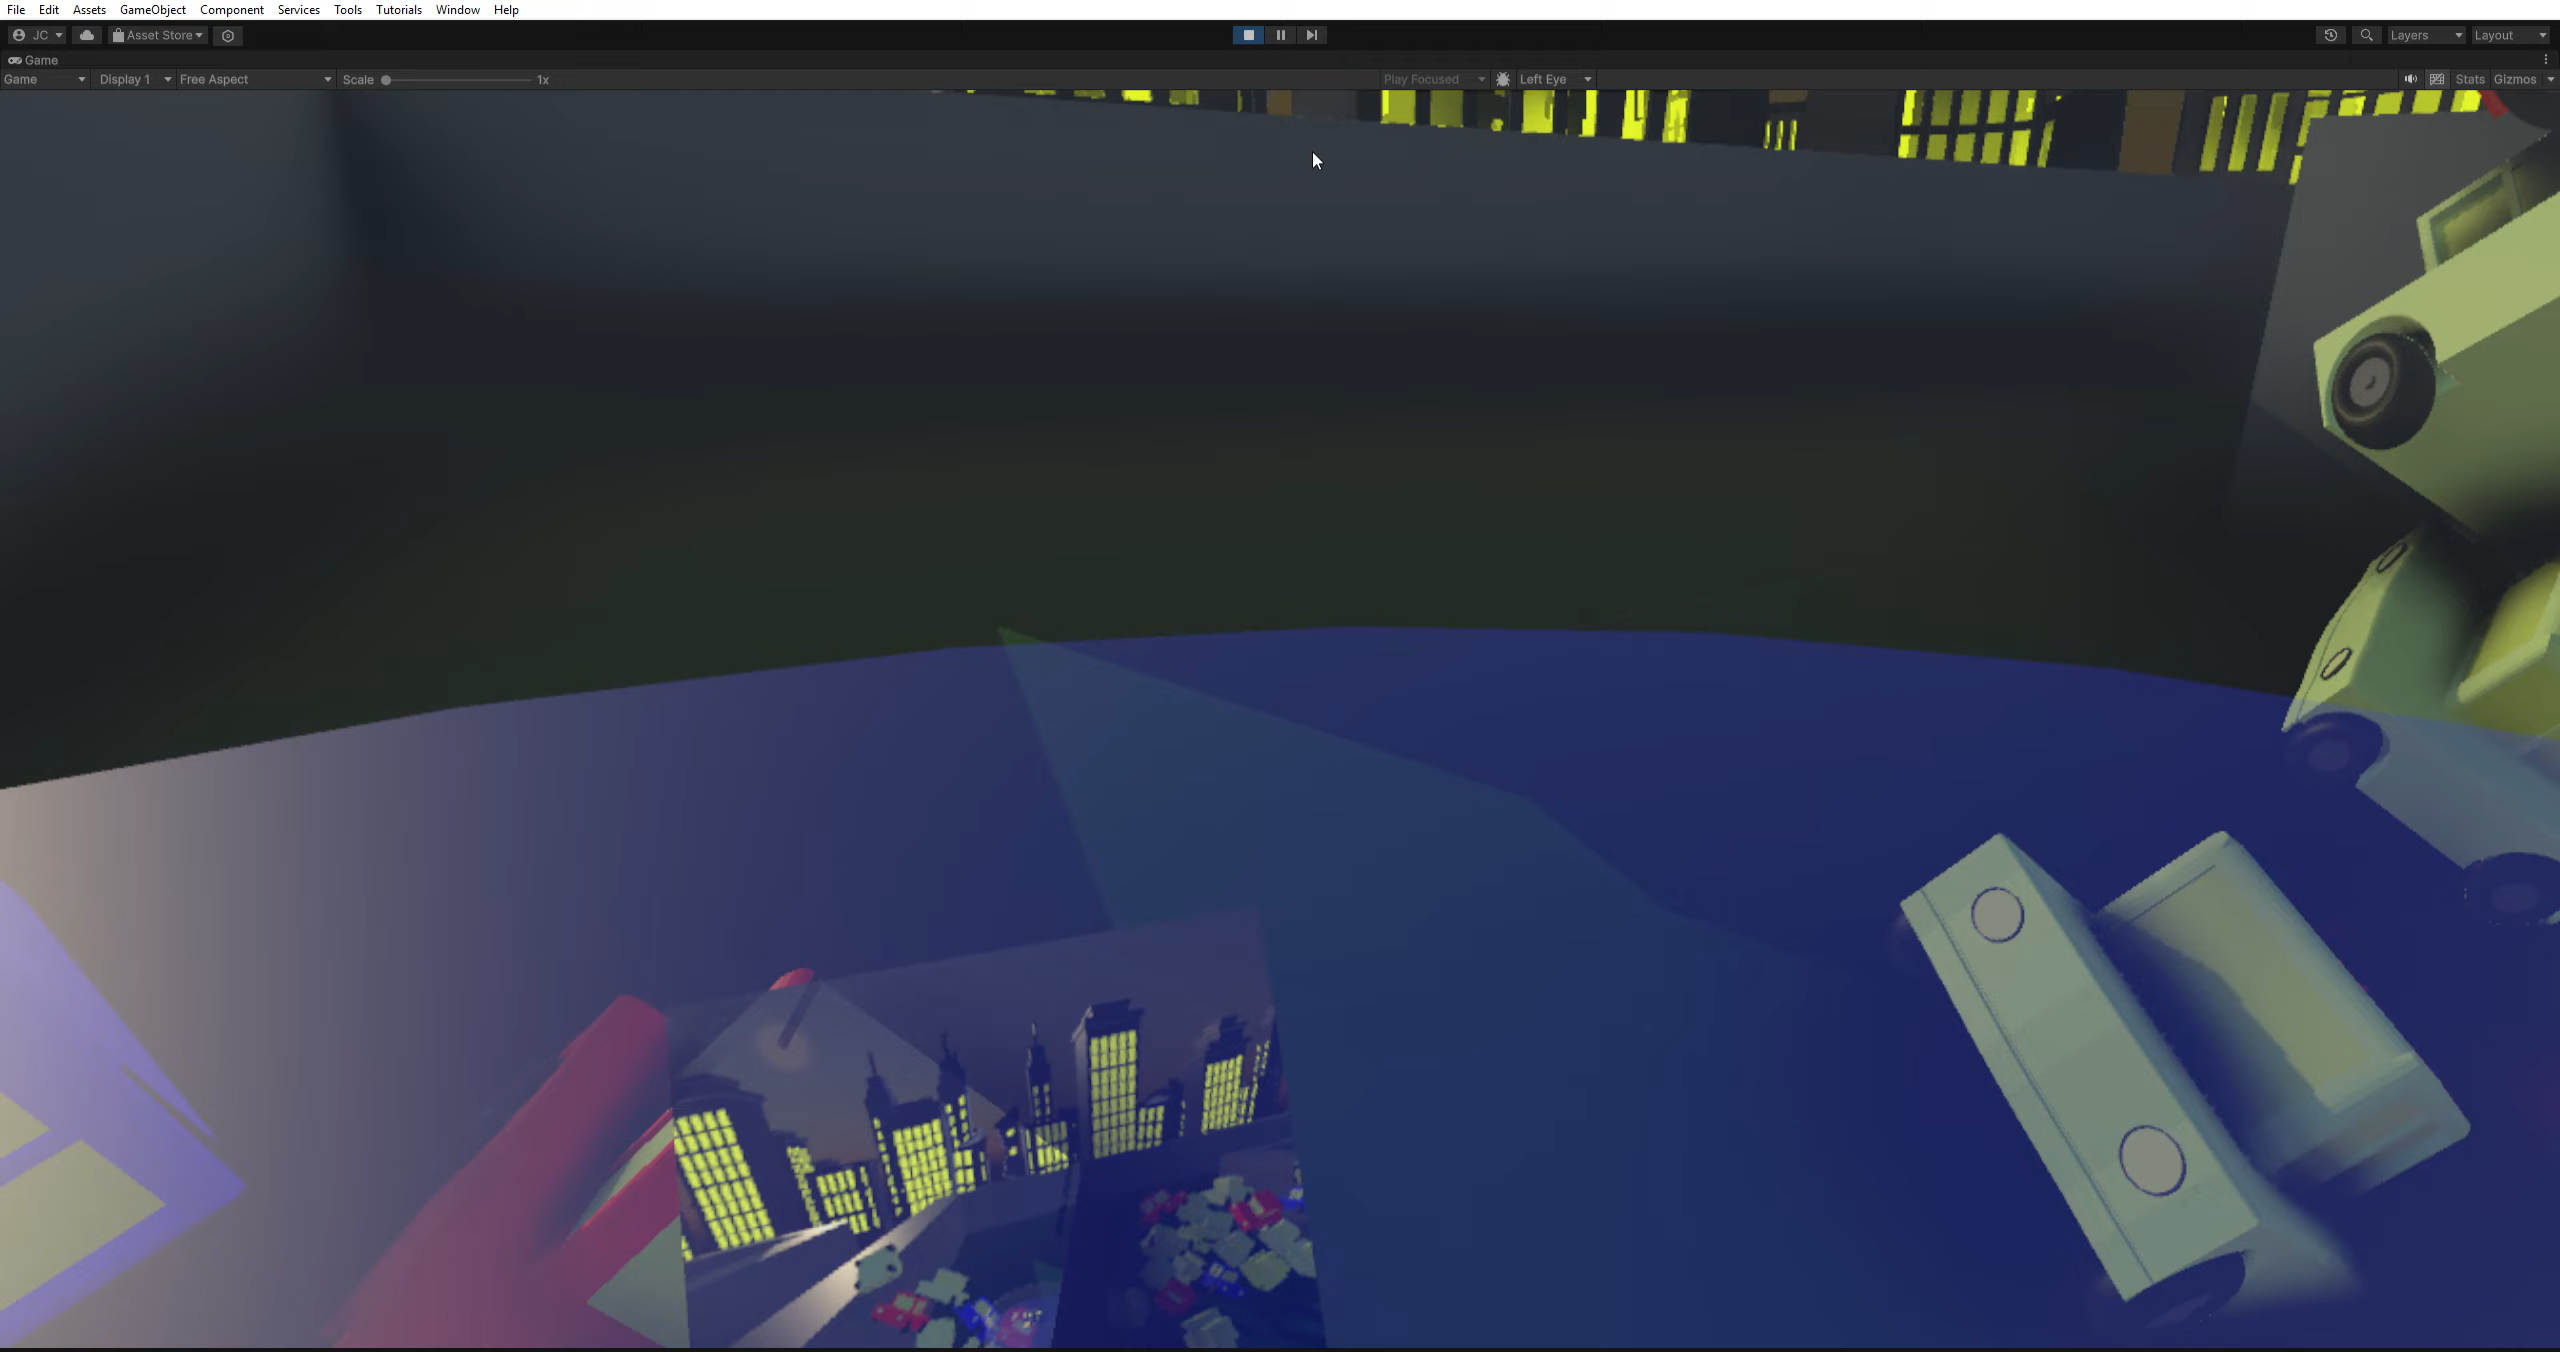 File Edit Assets GameObject Component Services Tools Tutorials Window Help
JC Asset Store Layers Layout
Game
Game Display 1 Free Aspect Scale 1x Play Focused Left Eye Stats Gizmos